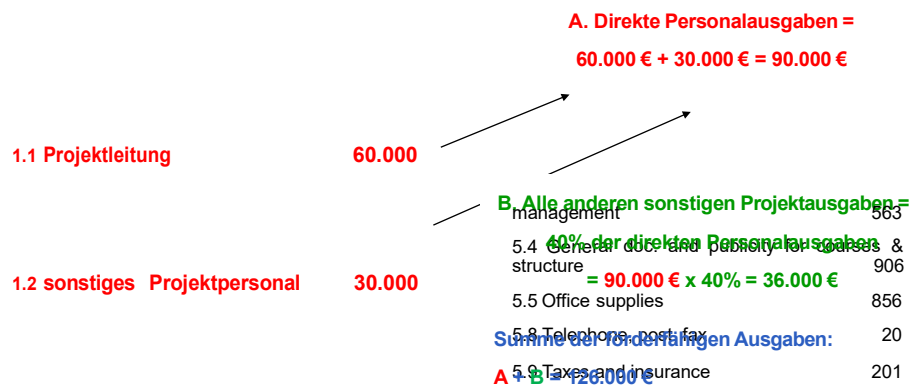 A. Direkte Personalausgaben =
60.000 € + 30.000 € = 90.000 €
1.1 Projektleitung 60.000
B. Alle anderen sonstigen Projektausgaben =
management 563
40% der direkten Personalausgaben
5.4 General doc. and publicity for courses &
structure 906
1.2 sonstiges Projektpersonal 30.000
= 90.000 € x 40% = 36.000 €
5.5 Office supplies 856
5.8 Telephone, post, fax 20
Summe der förderfähigen Ausgaben:
5.9 Taxes and insurance 201
A + B = 126.000 €